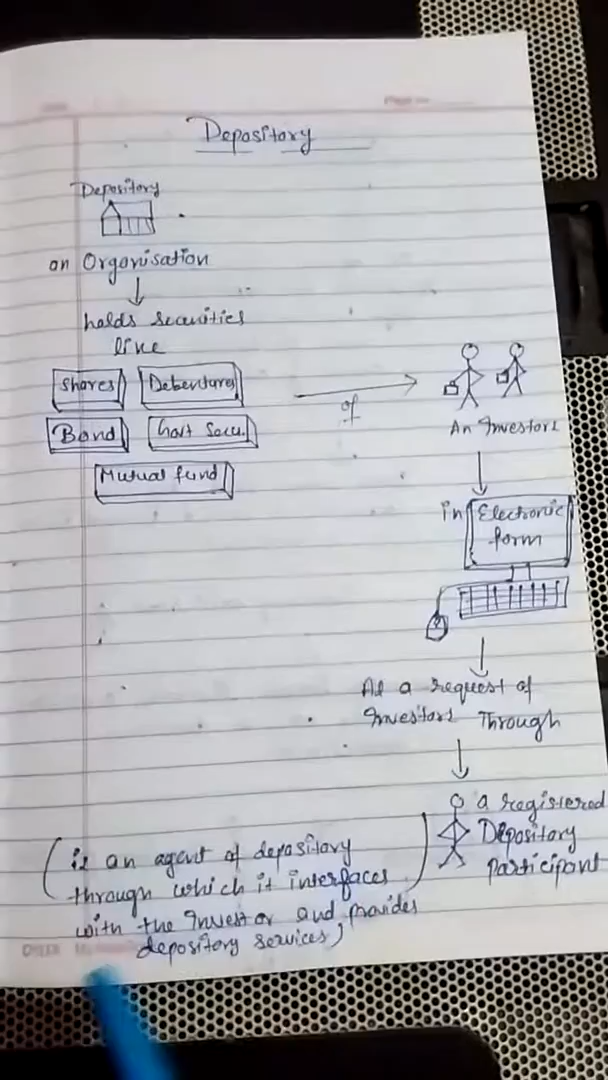 Depository
Depository
an Organisation
holds securities
like
Shares
Debentures
Bond
Govt Secu.
Mutual fund
of
An Investors
in Electronic
form
At a request of
Investors Through
a registered
Depository
participant
(is an agent of depository
through which it interfaces
with the Investor and provides
depository services)